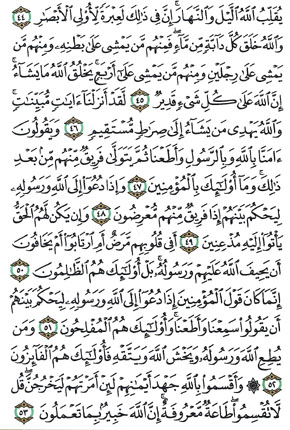 يُقَلِّبُ ٱللَّهُ ٱلَّيْلَ وَٱلنَّهَارَ ۚ إِنَّ فِى ذَٰلِكَ لَعِبْرَةً لِّأُو۟لِى ٱلْأَبْصَٰرِ ٤٤
وَٱللَّهُ خَلَقَ كُلَّ دَآبَّةٍ مِّن مَّآءٍ ۖ فَمِنْهُم مَّن يَمْشِى عَلَىٰ بَطْنِهِۦ وَمِنْهُم مَّن
يَمْشِى عَلَىٰ رِجْلَيْنِ وَمِنْهُم مَّن يَمْشِى عَلَىٰٓ أَرْبَعٍ ۚ يَخْلُقُ ٱللَّهُ مَا يَشَآءُ ۚ
إِنَّ ٱللَّهَ عَلَىٰ كُلِّ شَىْءٍ قَدِيرٌ ٤٥ لَّقَدْ أَنزَلْنَآ ءَايَٰتٍ مُّبَيِّنَٰتٍ ۚ
وَٱللَّهُ يَهْدِى مَن يَشَآءُ إِلَىٰ صِرَٰطٍ مُّسْتَقِيمٍ ٤٦ وَيَقُولُونَ
ءَامَنَّا بِٱللَّهِ وَبِٱلرَّسُولِ وَأَطَعْنَا ثُمَّ يَتَوَلَّىٰ فَرِيقٌ مِّنْهُم مِّنۢ بَعْدِ
ذَٰلِكَ ۚ وَمَآ أُو۟لَٰٓئِكَ بِٱلْمُؤْمِنِينَ ٤٧ وَإِذَا دُعُوٓا۟ إِلَى ٱللَّهِ وَرَسُولِهِۦ
لِيَحْكُمَ بَيْنَهُمْ إِذَا فَرِيقٌ مِّنْهُم مُّعْرِضُونَ ٤٨ وَإِن يَكُن لَّهُمُ ٱلْحَقُّ
يَأْتُوٓا۟ إِلَيْهِ مُذْعِنِينَ ٤٩ أَفِى قُلُوبِهِم مَّرَضٌ أَمِ ٱرْتَابُوٓا۟ أَمْ يَخَافُونَ
أَن يَحِيفَ ٱللَّهُ عَلَيْهِمْ وَرَسُولُهُۥ ۚ بَلْ أُو۟لَٰٓئِكَ هُمُ ٱلظَّٰلِمُونَ ٥٠
إِنَّمَا كَانَ قَوْلَ ٱلْمُؤْمِنِينَ إِذَا دُعُوٓا۟ إِلَى ٱللَّهِ وَرَسُولِهِۦ لِيَحْكُمَ بَيْنَهُمْ
أَن يَقُولُوا۟ سَمِعْنَا وَأَطَعْنَا ۚ وَأُو۟لَٰٓئِكَ هُمُ ٱلْمُفْلِحُونَ ٥١ وَمَن
يُطِعِ ٱللَّهَ وَرَسُولَهُۥ وَيَخْشَ ٱللَّهَ وَيَتَّقْهِ فَأُو۟لَٰٓئِكَ هُمُ ٱلْفَآئِزُونَ
٥٢ وَأَقْسَمُوا۟ بِٱللَّهِ جَهْدَ أَيْمَٰنِهِمْ لَئِنْ أَمَرْتَهُمْ لَيَخْرُجُنَّ ۖ قُل
لَّا تُقْسِمُوا۟ ۖ طَاعَةٌ مَّعْرُوفَةٌ ۚ إِنَّ ٱللَّهَ خَبِيرٌۢ بِمَا تَعْمَلُونَ ٥٣